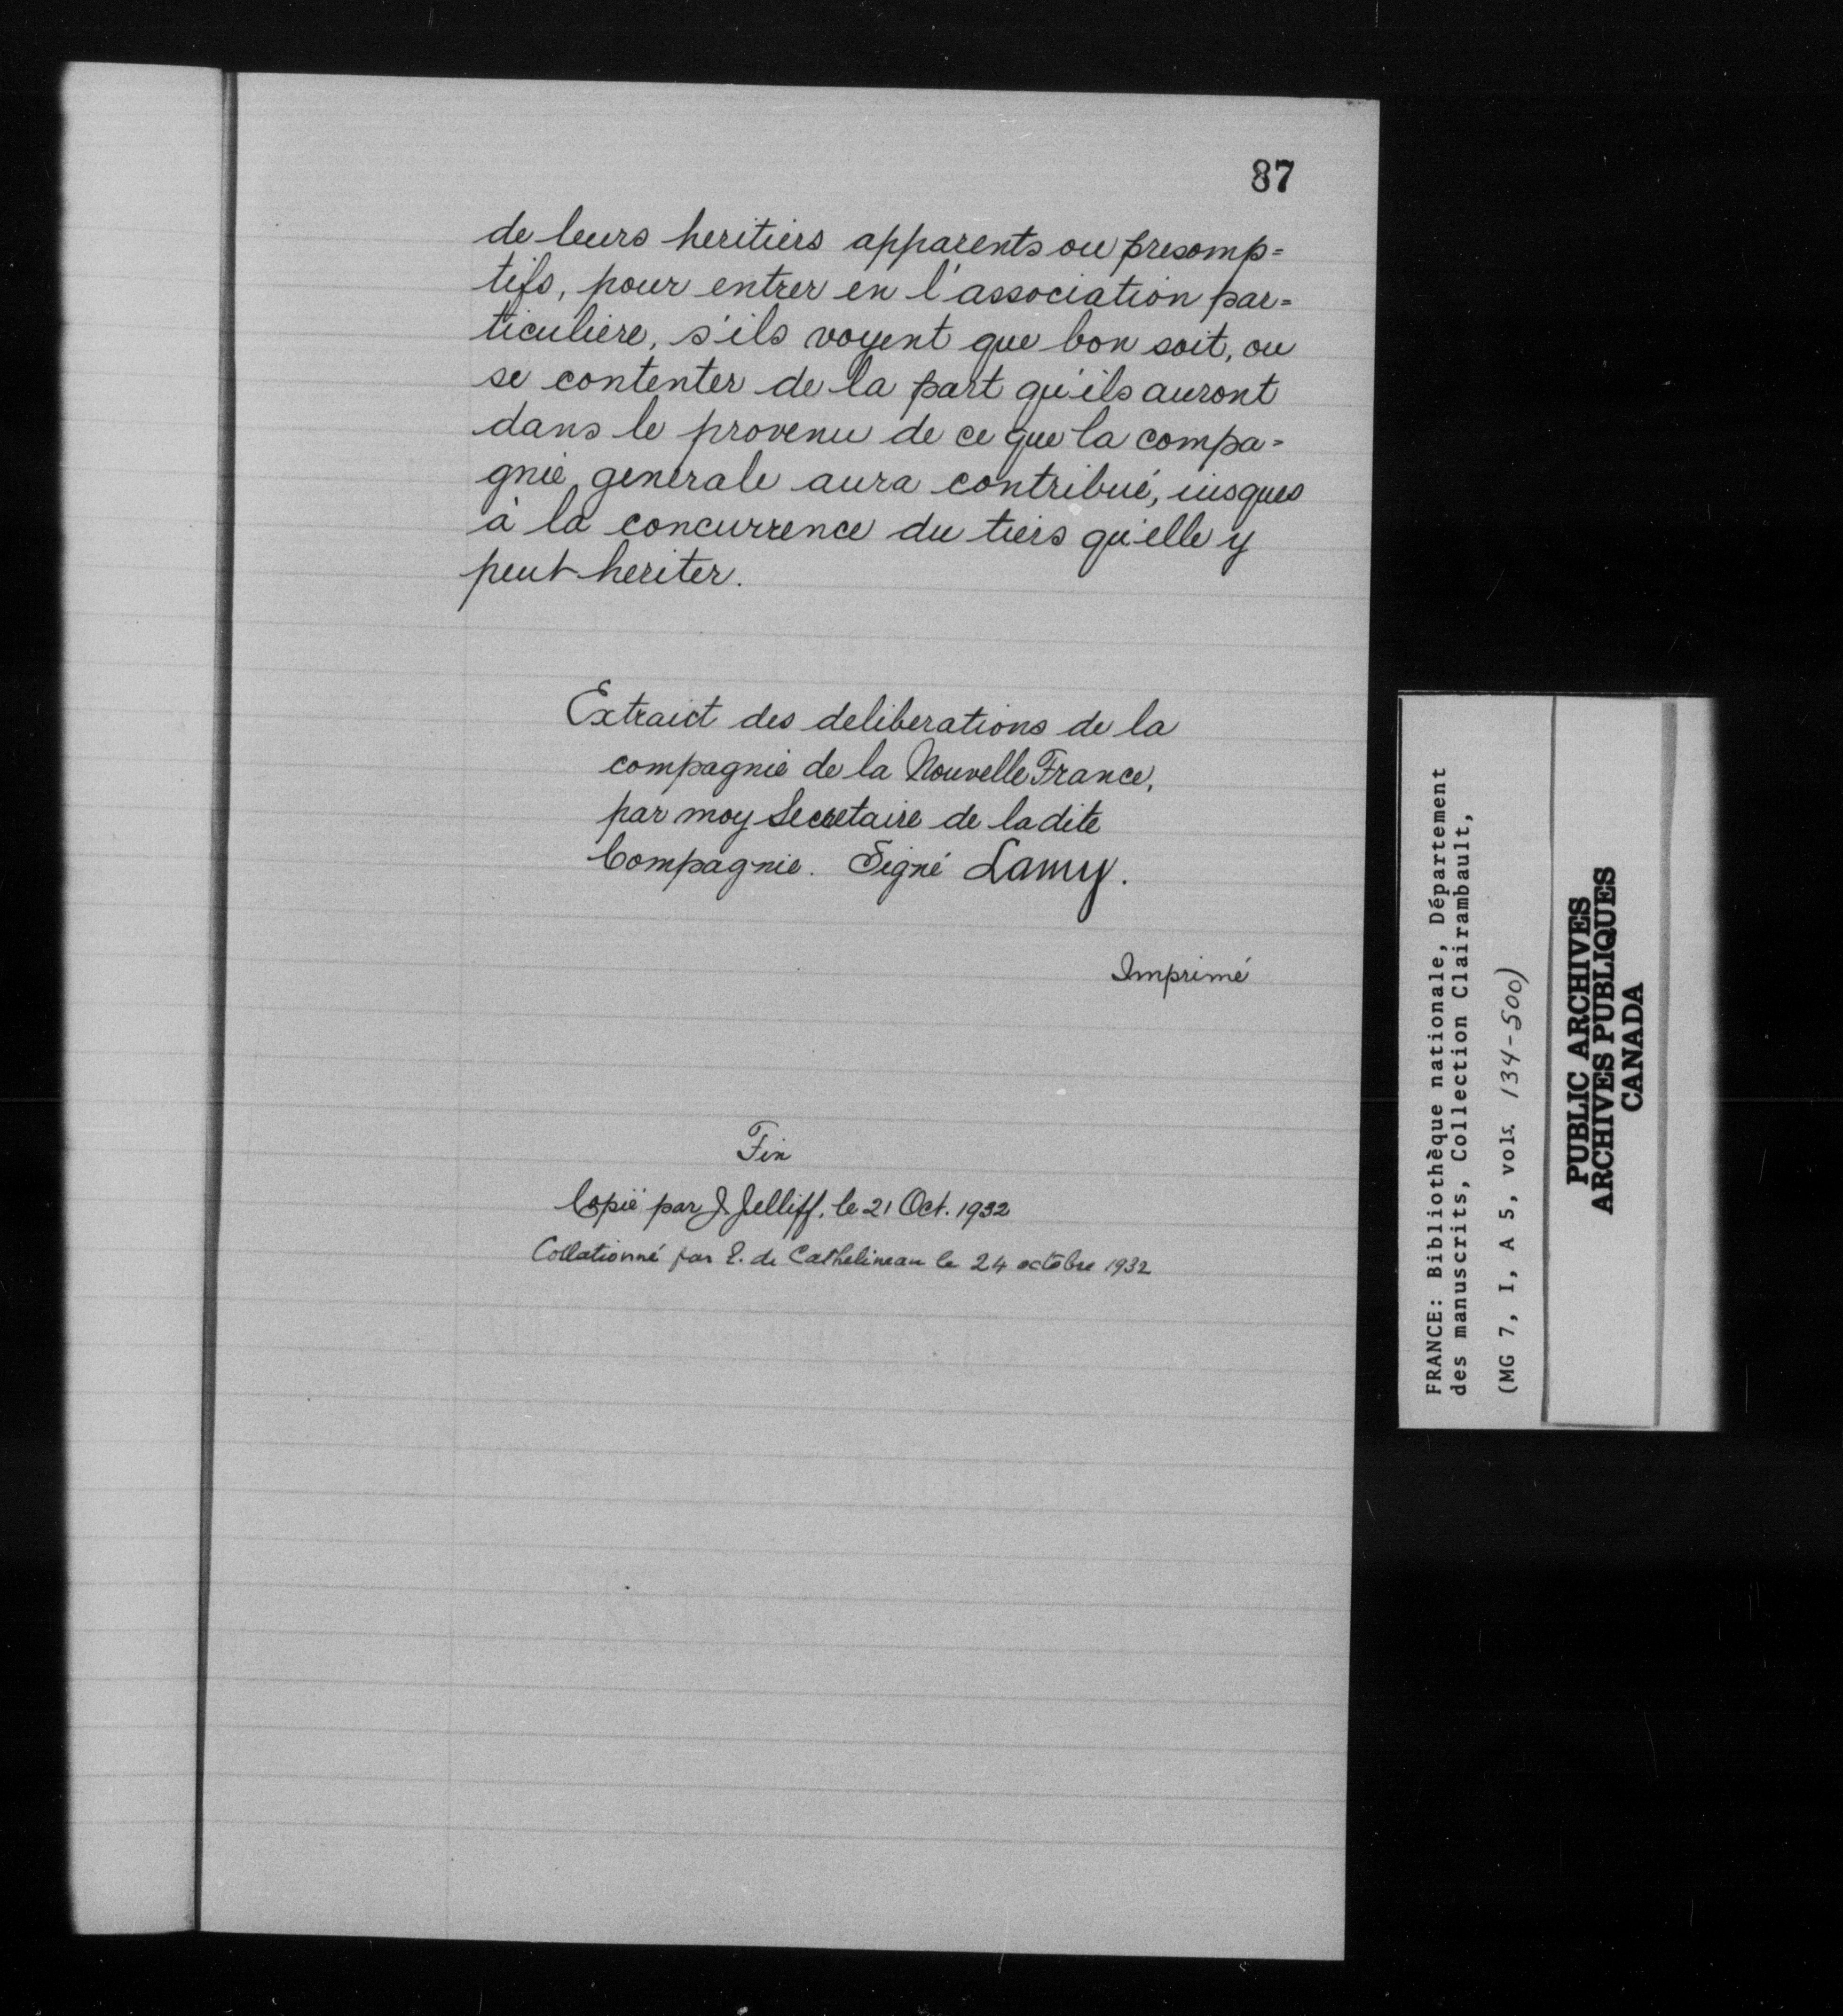 87
de leurs heritiers apparents ou presomp=
tifs, pour entrer en l'association par=
ticuliere, s'ils voyent que bon soit, ou
se contenter de la part qu'ils auront
dans le provenu de ce que la compa=
gnie generale aura contribué, iusques
à la concurrence du tiers qu'elle y
peut heriter.
Extraict des deliberations de la
compagnie de la Nouvelle France,
par moy Secretaire de ladite
Compagnie. Signé Lamy.
Imprimé
Fin
Copié par J. Jelliff, le 21 Oct. 1932
Collationné par E. de Cathelineau le 24 octobre 1932
FRANCE: Bibliothèque nationale, Département
des manuscrits, Collection Clairambault,
(MG 7, I, A 5, vols. 134-500)
PUBLIC ARCHIVES
ARCHIVES PUBLIQUES
CANADA